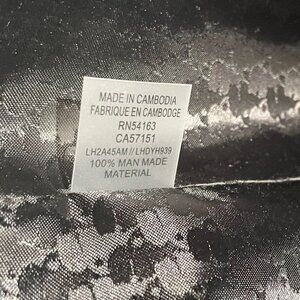 MADE IN CAMBODIA
FABRIQUE EN CAMBODGE
RN54163
CA57151
LH2A45AM//LHDYH939
100% MAN MADE
MATERIAL